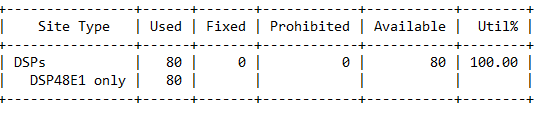 +----------------+------+-------+------------+-----------+--------+
|    Site Type   | Used | Fixed | Prohibited | Available |  Util% |
+----------------+------+-------+------------+-----------+--------+
| DSPs           |   80 |     0 |          0 |        80 | 100.00 |
|   DSP48E1 only |   80 |       |            |           |        |
+----------------+------+-------+------------+-----------+--------+